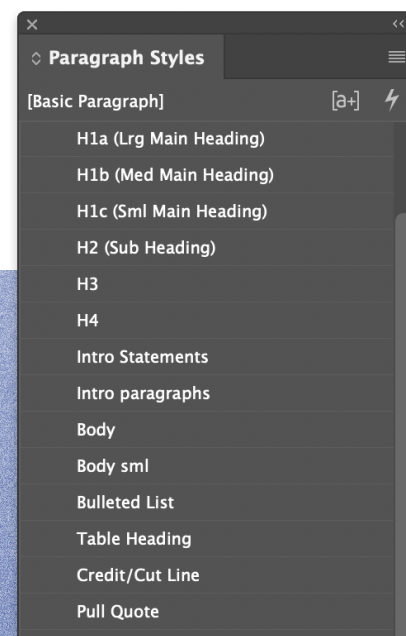 Paragraph Styles
[Basic Paragraph] [a+]
H1a (Lrg Main Heading)
H1b (Med Main Heading)
H1c (Sml Main Heading)
H2 (Sub Heading)
H3
H4
Intro Statements
Intro paragraphs
Body
Body sml
Bulleted List
Table Heading
Credit/Cut Line
Pull Quote